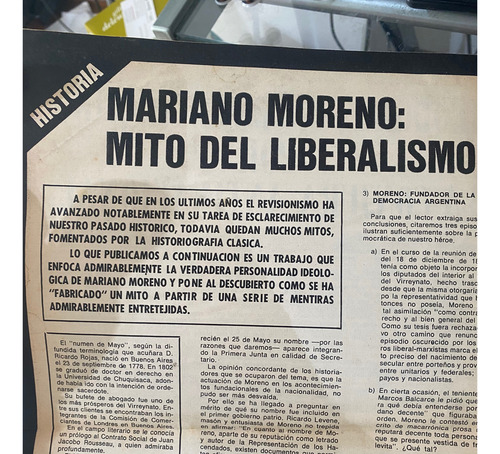 HISTORIA
MARIANO MORENO:
MITO DEL LIBERALISMO
A PESAR DE QUE EN LOS ULTIMOS AÑOS EL REVISIONISMO HA
AVANZADO NOTABLEMENTE EN SU TAREA DE ESCLARECIMIENTO DE
NUESTRO PASADO HISTORICO, TODAVIA QUEDAN MUCHOS MITOS,
FOMENTADOS POR LA HISTORIOGRAFIA CLASICA.
LO QUE PUBLICAMOS A CONTINUACION ES UN TRABAJO QUE
ENFOCA ADMIRABLEMENTE LA VERDADERA PERSONALIDAD IDEOLO-
GICA DE MARIANO MORENO Y PONE AL DESCUBIERTO COMO SE HA
"FABRICADO" UN MITO A PARTIR DE UNA SERIE DE MENTIRAS
ADMIRABLEMENTE ENTRETEJIDAS.
El "numen de Mayo", según la di-
fundida terminología que acuñara D.
Ricardo Rojas, nació en Buenos Aires
el 23 de septiembre de 1778. En 1802
se graduó de doctor en derecho en
la Universidad de Chuquisaca, adon-
de había ido con la intención de orde-
narse sacerdote.
Su bufete de abogado fue uno de
los más prósperos del Virreynato. En-
tre sus clientes se encontraban los in-
tegrantes de la Comisión de Comer-
ciantes de Londres en Buenos Aires.
En el campo literario se le conocía
un prólogo al Contrato Social de Juan
Jacobo Rousseau, a quien admiraba
profundamente.
recién el 25 de Mayo su nombre —por las
razones que daremos— aparece integran-
do la Primera Junta en calidad de Secre-
tario.
La opinión concordante de los historia-
dores que se ocuparon del tema, es que la
actuación de Moreno en los acontecimien-
tos fundacionales de la nacionalidad, no
pudo ser más desvaída.
Por ello se ha llegado a preguntar en
mérito de qué su nombre fue incluido en
el primer gobierno patrio. Ricardo Levene,
masón y entusiasta de Moreno no trepida
en afirmar: "En cuanto al nombre de Mo-
reno, aparte de su reputación como letrado
y autor de la Representación de los Ha-
cendados, existen documentos que
3) MORENO: FUNDADOR DE LA
DEMOCRACIA ARGENTINA
Para que el lector extraiga sus
conclusiones, citaremos tres episo
ilustran suficientemente sobre la
mocrática de nuestro héroe.
a) En el curso de la reunión de
del 18 de diciembre de
tenía como objeto la incorpo
los diputados del interior al
del Virreynato, hecho tras
desde que la misma otorgaría
po la representatividad que
tonces no poseía, Moreno
tal asimilación "como contra
recho y al bien general del
Como su tesis fuera rechaza
vo otro camino que renunc
episodio oscurecido por los
res liberal-marxistas, marca el
to preciso del nacimiento de
secular entre porteños y prov
entre unitarios y federales;
payos y nacionalistas.
b) En cierta ocasión, el teniente
Marcos Balcarce le pidió que
ra qué debía entenderse por
dano decente" que figurab
orden. Moreno le contestó en
crito de macarrónica prosa
reputara decente toda person
que se presente vestida de fr
levita". ¿Qué tal?